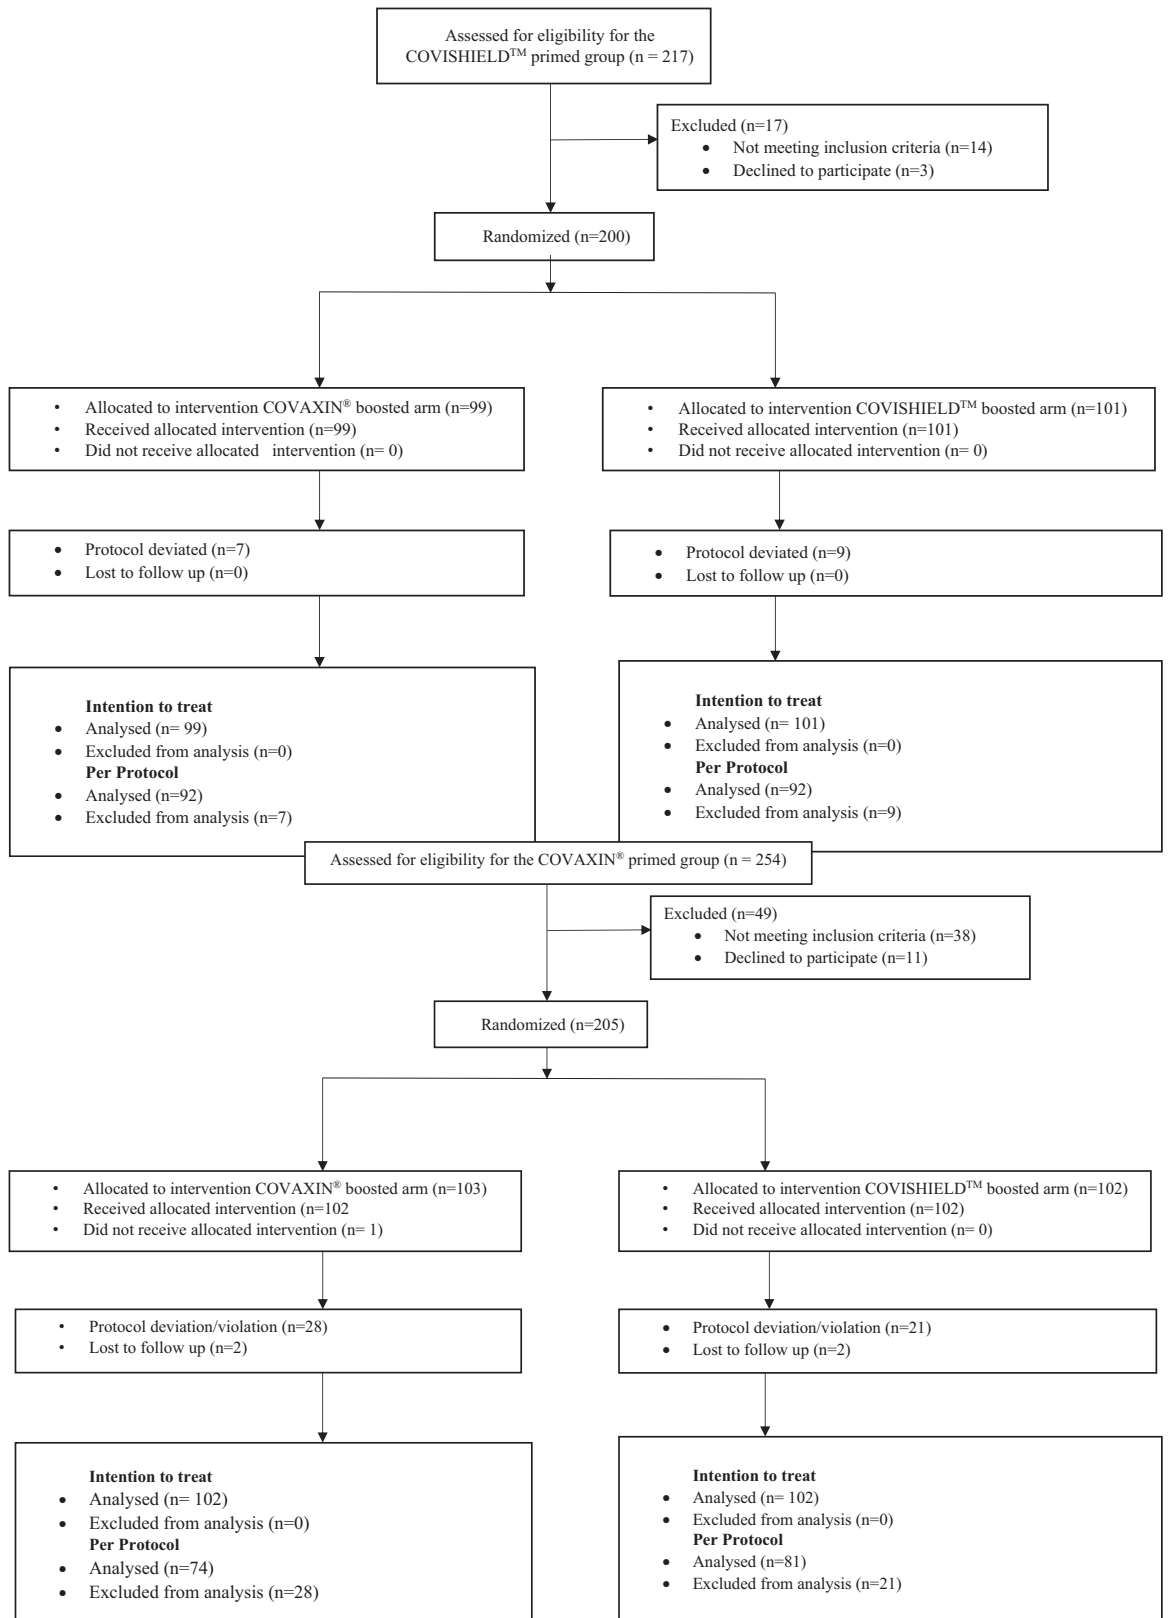 Assessed for eligibility for the
COVISHIELD™ primed group (n = 217)
Excluded (n=17)
• Not meeting inclusion criteria (n=14)
• Declined to participate (n=3)
Randomized (n=200)
• Allocated to intervention COVAXIN® boosted arm (n=99)
• Received allocated intervention (n=99)
• Did not receive allocated intervention (n= 0)
• Allocated to intervention COVISHIELD™ boosted arm (n=101)
• Received allocated intervention (n=101)
• Did not receive allocated intervention (n= 0)
• Protocol deviated (n=7)
• Lost to follow up (n=0)
• Protocol deviated (n=9)
• Lost to follow up (n=0)
Intention to treat
• Analysed (n= 99)
• Excluded from analysis (n=0)
Per Protocol
• Analysed (n=92)
• Excluded from analysis (n=7)
Intention to treat
• Analysed (n= 101)
• Excluded from analysis (n=0)
Per Protocol
• Analysed (n=92)
• Excluded from analysis (n=9)
Assessed for eligibility for the COVAXIN® primed group (n = 254)
Excluded (n=49)
• Not meeting inclusion criteria (n=38)
• Declined to participate (n=11)
Randomized (n=205)
• Allocated to intervention COVAXIN® boosted arm (n=103)
• Received allocated intervention (n=102
• Did not receive allocated intervention (n= 1)
• Allocated to intervention COVISHIELD™ boosted arm (n=102)
• Received allocated intervention (n=102)
• Did not receive allocated intervention (n= 0)
• Protocol deviation/violation (n=28)
• Lost to follow up (n=2)
• Protocol deviation/violation (n=21)
• Lost to follow up (n=2)
Intention to treat
• Analysed (n= 102)
• Excluded from analysis (n=0)
Per Protocol
• Analysed (n=74)
• Excluded from analysis (n=28)
Intention to treat
• Analysed (n= 102)
• Excluded from analysis (n=0)
Per Protocol
• Analysed (n=81)
• Excluded from analysis (n=21)